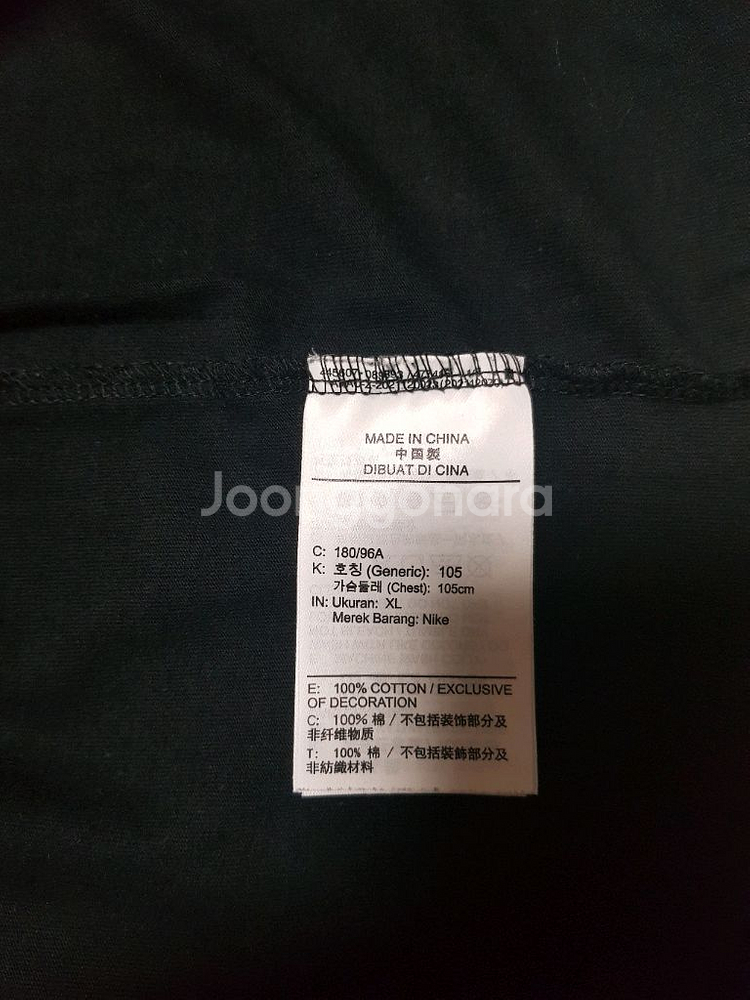 MADE IN CHINA
中国製
DIBUAT DI CINA
Joonggonara
C: 180/96A
K: 호칭 (Generic): 105
가슴둘레 (Chest): 105cm
IN: Ukuran: XL
Merek Barang: Nike
E: 100% COTTON / EXCLUSIVE
OF DECORATION
C: 100% 棉 / 不包括装饰部分及
非纤维物质
T: 100% 棉 / 不包括裝飾部分及
非紡織材料